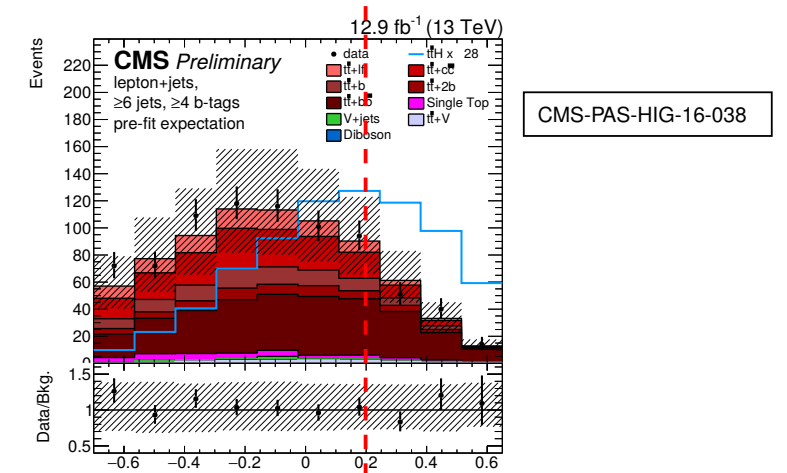 12.9 fb⁻¹ (13 TeV)
CMS Preliminary
lepton+jets,
≥6 jets, ≥4 b-tags
pre-fit expectation
data
tt̄H x 28
tt̄+lf
tt̄+cc̄
tt̄+b
tt̄+2b
tt̄+bb̄
Single Top
V+jets
tt̄+V
Diboson
CMS-PAS-HIG-16-038
Events
220
200
180
160
140
120
100
80
60
40
20
0
Data/Bkg.
1.5
1
0.5
−0.6 −0.4 −0.2 0 0.2 0.4 0.6